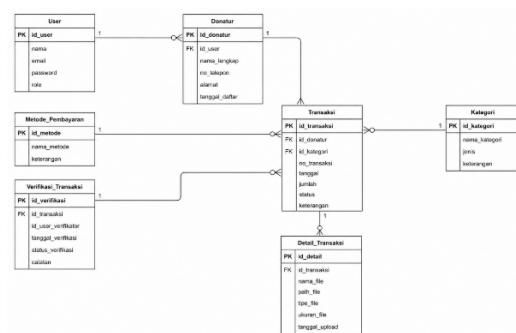 User
PK id_user
nama
email
password
role
1
Donatur
PK id_donatur
FK id_user
nama_lengkap
no_telepon
alamat
tanggal_daftar
1
Metode_Pembayaran
PK id_metode
nama_metode
keterangan
1
Transaksi
PK id_transaksi
FK id_donatur
FK id_kategori
no_transaksi
tanggal
jumlah
status
keterangan
1
Kategori
PK id_kategori
nama_kategori
jenis
keterangan
1
Verifikasi_Transaksi
PK id_verifikasi
FK id_transaksi
id_user_verifikator
tanggal_verifikasi
status_verifikasi
catatan
1
Detail_Transaksi
PK id_detail
FK id_transaksi
nama_file
path_file
tipe_file
ukuran_file
tanggal_upload